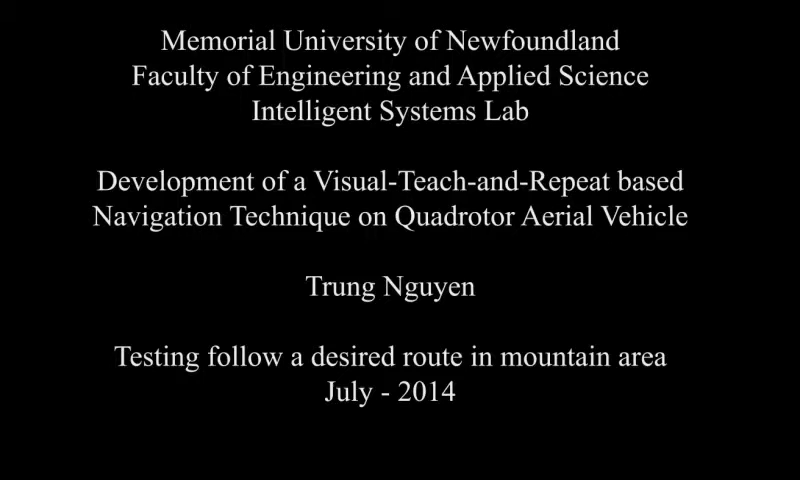 Memorial University of Newfoundland
Faculty of Engineering and Applied Science
Intelligent Systems Lab
Development of a Visual-Teach-and-Repeat based
Navigation Technique on Quadrotor Aerial Vehicle
Trung Nguyen
Testing follow a desired route in mountain area
July - 2014